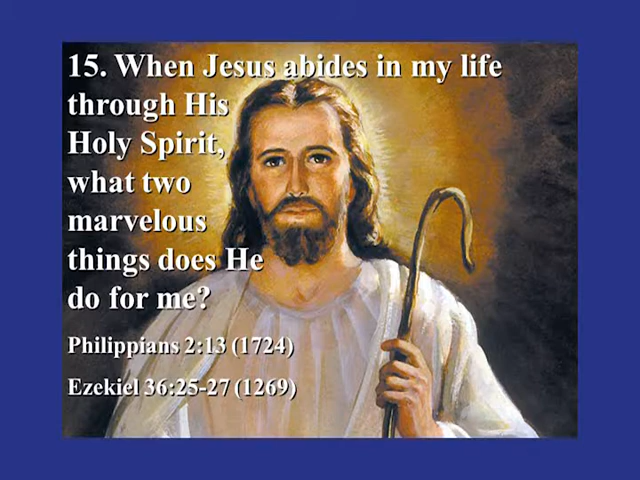 15. When Jesus abides in my life
through His
Holy Spirit,
what two
marvelous
things does He
do for me?
Philippians 2:13 (1724)
Ezekiel 36:25-27 (1269)